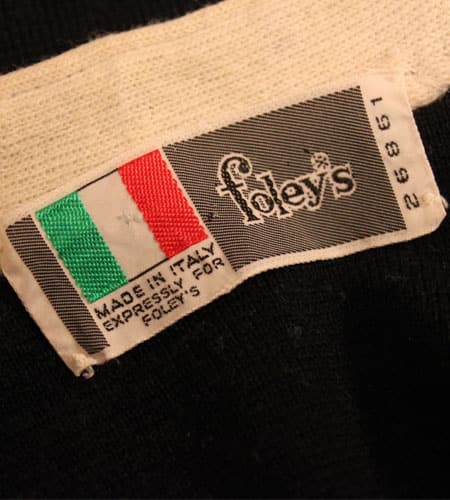 MADE IN ITALY
EXPRESSLY FOR
FOLEY'S
foley's
26861